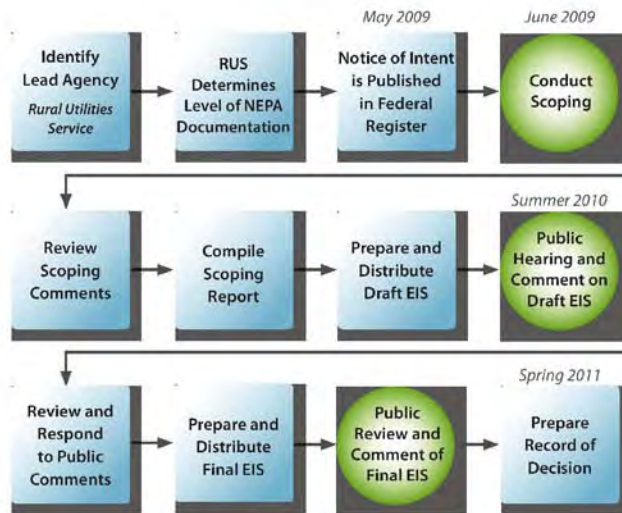 May 2009
June 2009
Identify
Lead Agency
Rural Utilities
Service
RUS
Determines
Level of NEPA
Documentation
Notice of Intent
is Published
in Federal
Register
Conduct
Scoping
Summer 2010
Review
Scoping
Comments
Compile
Scoping
Report
Prepare and
Distribute
Draft EIS
Public
Hearing and
Comment on
Draft EIS
Spring 2011
Review and
Respond
to Public
Comments
Prepare and
Distribute
Final EIS
Public
Review and
Comment of
Final EIS
Prepare
Record of
Decision